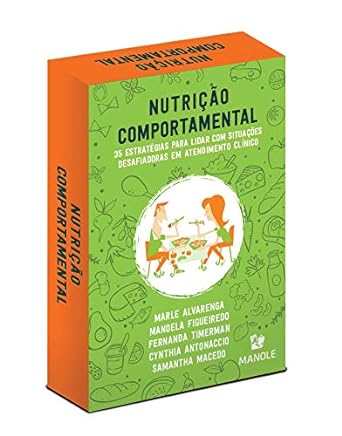 NUTRIÇÃO
COMPORTAMENTAL
NUTRIÇÃO
COMPORTAMENTAL
35 ESTRATÉGIAS PARA LIDAR COM SITUAÇÕES
DESAFIADORAS EM ATENDIMENTO CLÍNICO
MARLE ALVARENGA
MANDELA FIGUEIREDO
FERNANDA TIMERMAN
CYNTHIA ANTONACCIO
SAMANTHA MACEDO
MANOLE
NUTRIÇÃO
COMPORTAMENTAL